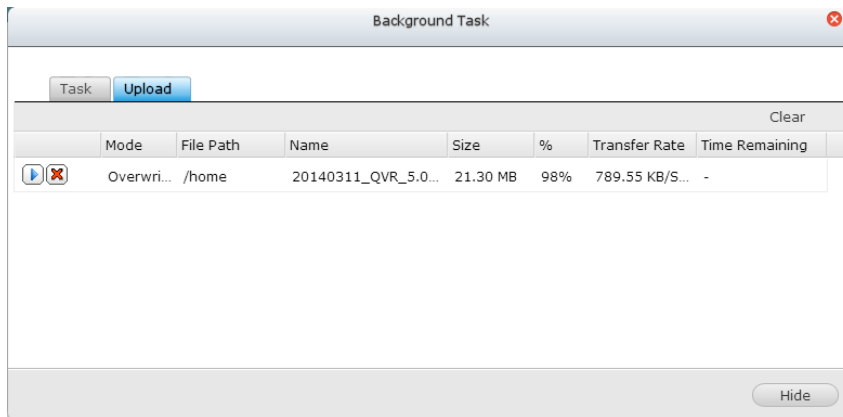 Background Task
Task Upload
Clear
Mode File Path Name Size % Transfer Rate Time Remaining
Overwri... /home 20140311_QVR_5.0... 21.30 MB 98% 789.55 KB/S... -
Hide